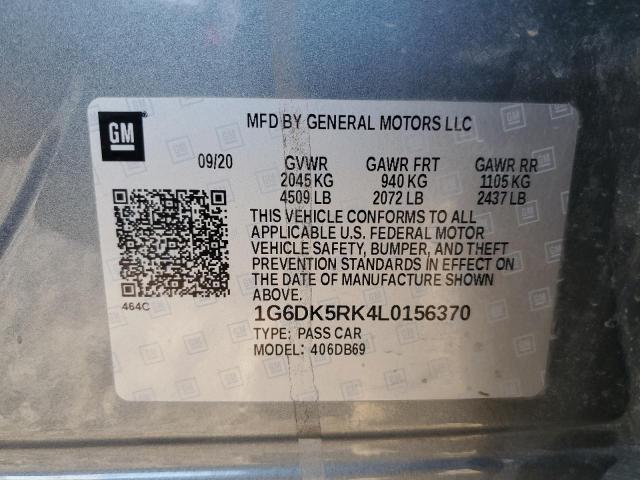 GM
MFD BY GENERAL MOTORS LLC
09/20 GVWR GAWR FRT GAWR RR
2045 KG 940 KG 1105 KG
4509 LB 2072 LB 2437 LB
THIS VEHICLE CONFORMS TO ALL
APPLICABLE U.S. FEDERAL MOTOR
VEHICLE SAFETY, BUMPER, AND THEFT
PREVENTION STANDARDS IN EFFECT ON
THE DATE OF MANUFACTURE SHOWN
ABOVE.
464C
1G6DK5RK4L0156370
TYPE: PASS CAR
MODEL: 406DB69